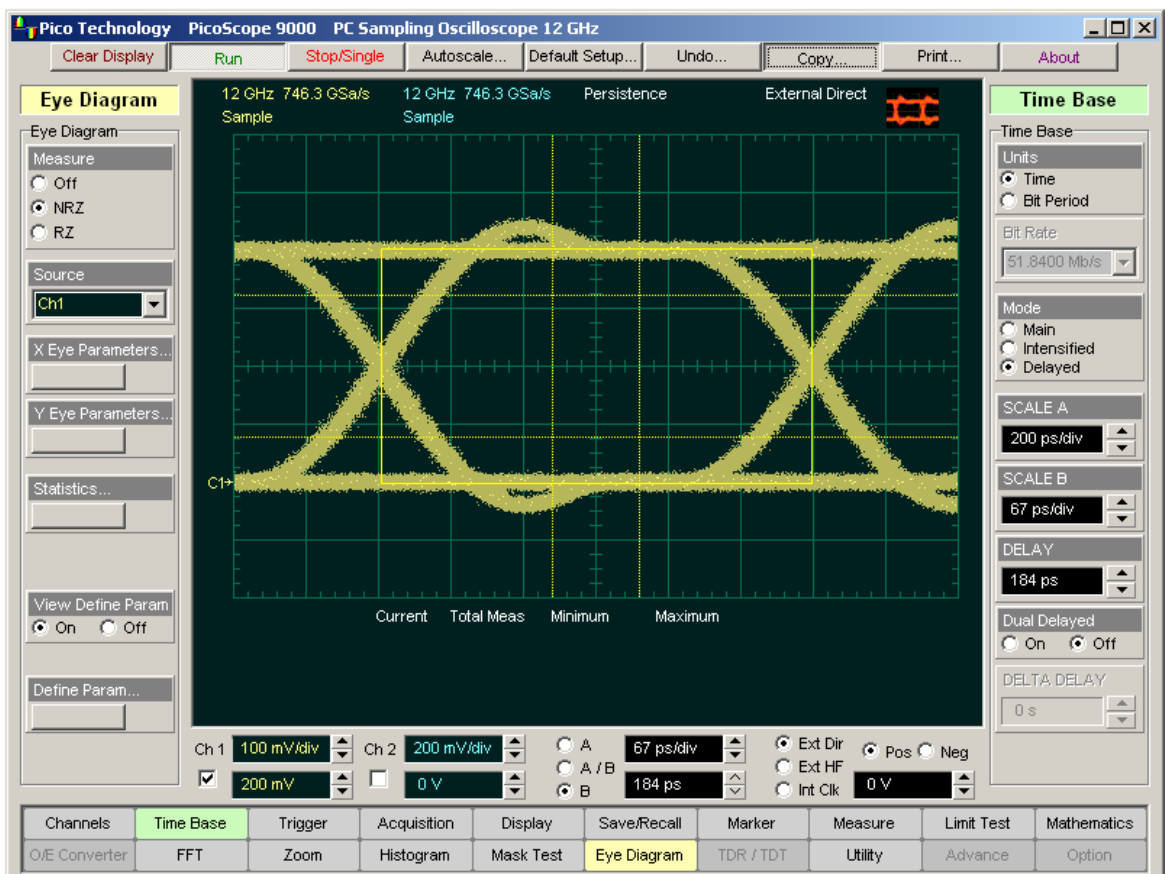 Pico Technology PicoScope 9000 PC Sampling Oscilloscope 12 GHz
Clear Display Run Stop/Single Autoscale... Default Setup... Undo... Copy... Print... About
Eye Diagram
Eye Diagram
Measure
Off
NRZ
RZ
Source
Ch1
X Eye Parameters...
Y Eye Parameters...
Statistics...
View Define Param
On Off
Define Param...
12 GHz 746.3 GSa/s 12 GHz 746.3 GSa/s Persistence External Direct
Sample Sample
C1
Current Total Meas Minimum Maximum
Time Base
Time Base
Units
Time
Bit Period
Bit Rate
51.8400 Mb/s
Mode
Main
Intensified
Delayed
SCALE A
200 ps/div
SCALE B
67 ps/div
DELAY
184 ps
Dual Delayed
On Off
DELTA DELAY
0 s
Ch 1 100 mV/div Ch 2 200 mV/div A 67 ps/div Ext Dir Pos Neg
A / B Ext HF
200 mV 0 V B 184 ps Int Clk 0 V
Channels Time Base Trigger Acquisition Display Save/Recall Marker Measure Limit Test Mathematics
O/E Converter FFT Zoom Histogram Mask Test Eye Diagram TDR / TDT Utility Advance Option